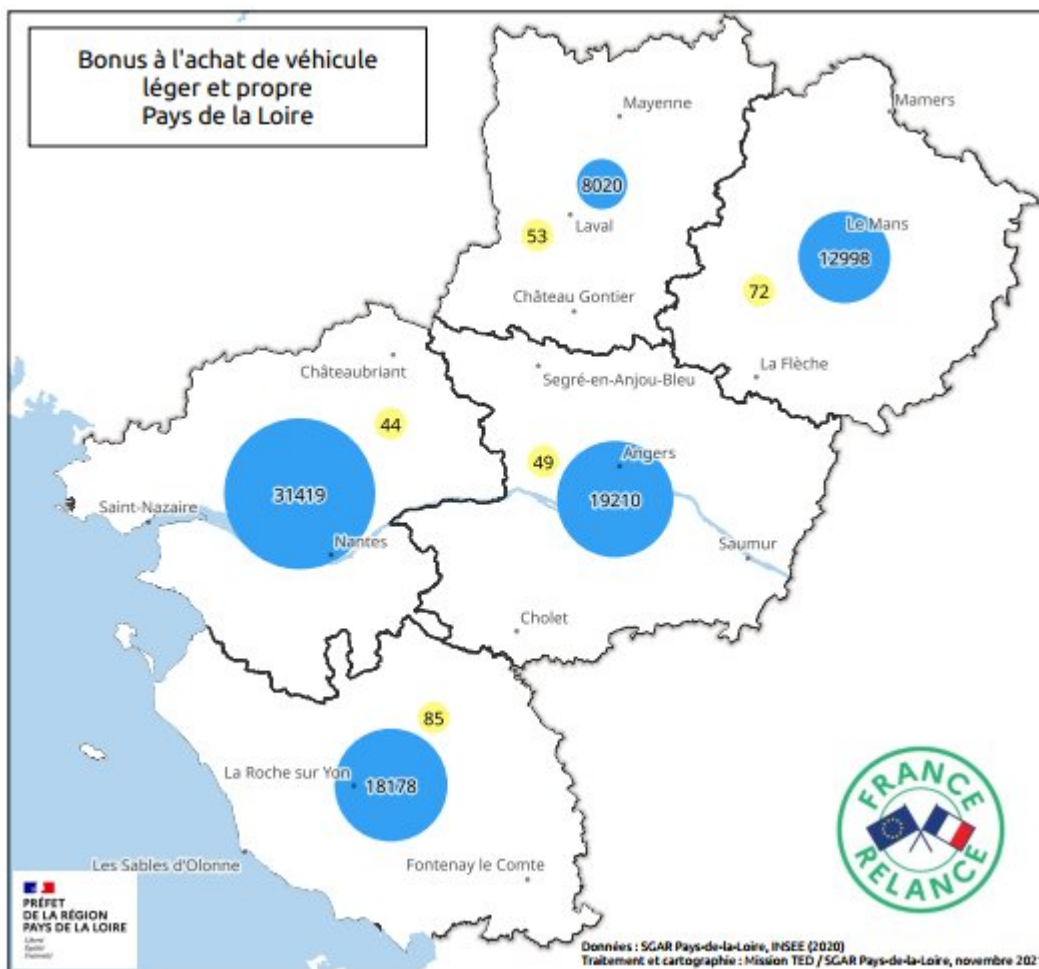 Bonus à l'achat de véhicule
léger et propre
Pays de la Loire
Mayenne
Mamers
8020
Laval
53
Le Mans
12998
72
Château Gontier
Châteaubriant
Segré-en-Anjou-Bleu
La Flèche
44
49
Angers
31419
19210
Saint-Nazaire
Nantes
Saumur
Cholet
85
La Roche sur Yon
18178
Les Sables d'Olonne
Fontenay le Comte
FRANCE
RELANCE
PRÉFET
DE LA RÉGION
PAYS DE LA LOIRE
Liberté
Égalité
Fraternité
Données : SGAR Pays-de-la-Loire, INSEE (2020)
Traitement et cartographie : Mission TED / SGAR Pays-de-la-Loire, novembre 202